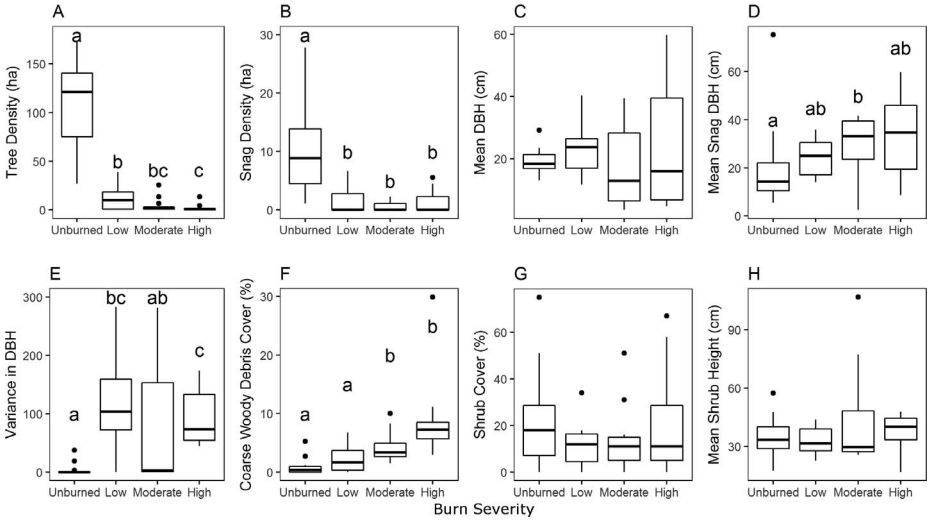 A
Tree Density (ha)
150
100
50
0
a
b
bc
c
Unburned Low Moderate High
B
Snag Density (ha)
30
20
10
0
a
b
b
b
Unburned Low Moderate High
C
Mean DBH (cm)
60
40
20
Unburned Low Moderate High
D
Mean Snag DBH (cm)
60
40
20
0
a
ab
b
ab
Unburned Low Moderate High
E
Variance in DBH
300
200
100
0
a
bc
ab
c
Unburned Low Moderate High
F
Coarse Woody Debris Cover (%)
30
20
10
0
a
a
b
b
Unburned Low Moderate High
G
Shrub Cover (%)
60
40
20
0
Unburned Low Moderate High
H
Mean Shrub Height (cm)
90
60
30
Unburned Low Moderate High
Burn Severity